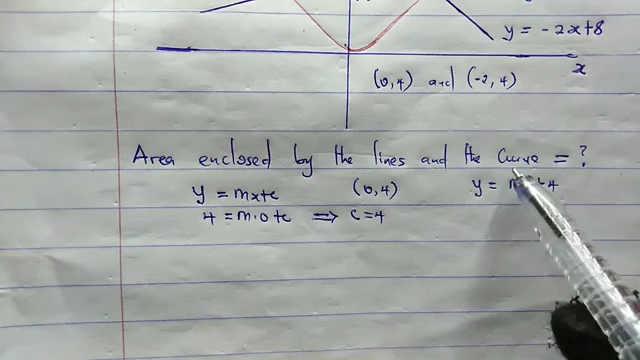 y = -2x+8
x
(0,4) and (-2,4)
Area enclosed by the lines and the Curve = ?
y = mx+c (0,4) y =
4 = m.0+c ⟹ c=4